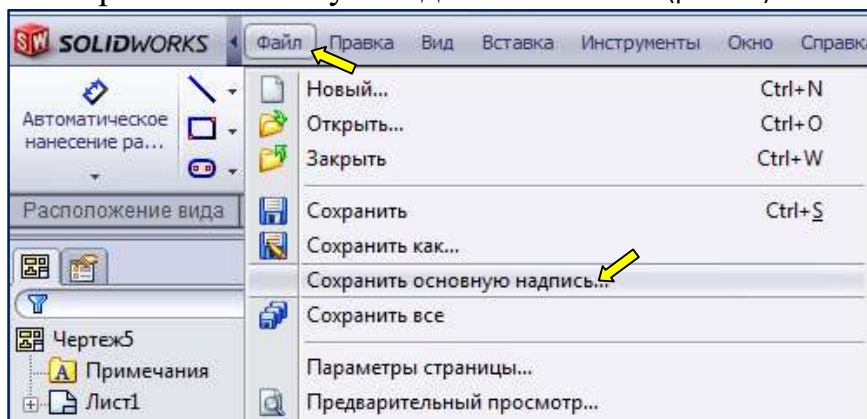 SOLIDWORKS Файл Правка Вид Вставка Инструменты Окно Справка
Автоматическое
нанесение ра...
Расположение вида
Чертеж5
Примечания
Лист1
Новый... Ctrl+N
Открыть... Ctrl+O
Закрыть Ctrl+W
Сохранить Ctrl+S
Сохранить как...
Сохранить основную надпись...
Сохранить все
Параметры страницы...
Предварительный просмотр...